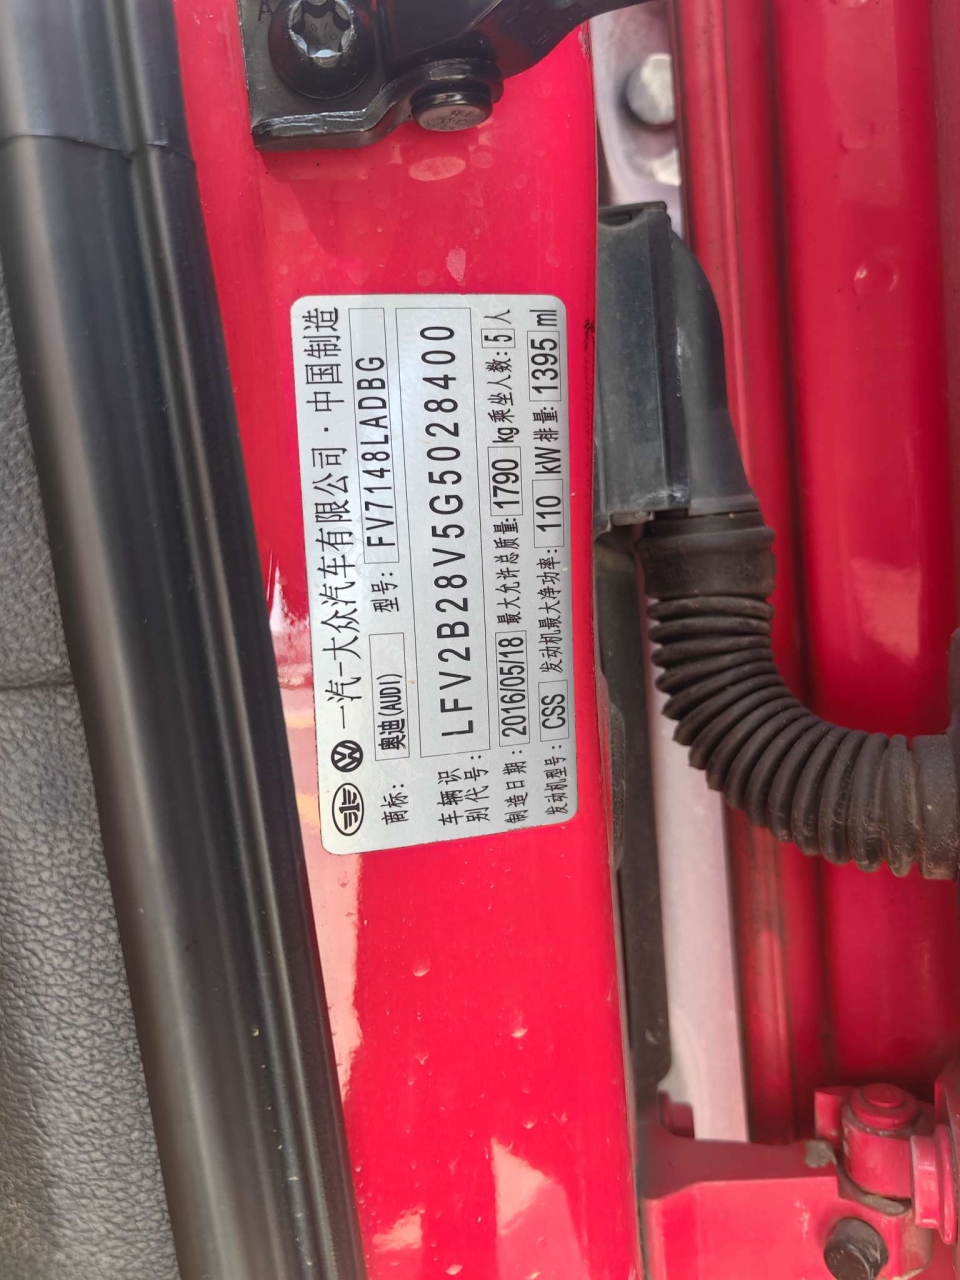 一汽-大众汽车有限公司·中国制造
商标: 奥迪(AUDI) 型号: FV7148LADBG
车辆识别代号: LFV2B28V5G5028400
制造日期: 2016/05/18 最大允许总质量: 1790 kg 乘坐人数: 5 人
发动机型号: CSS 发动机最大净功率: 110 kW 排量: 1395 ml